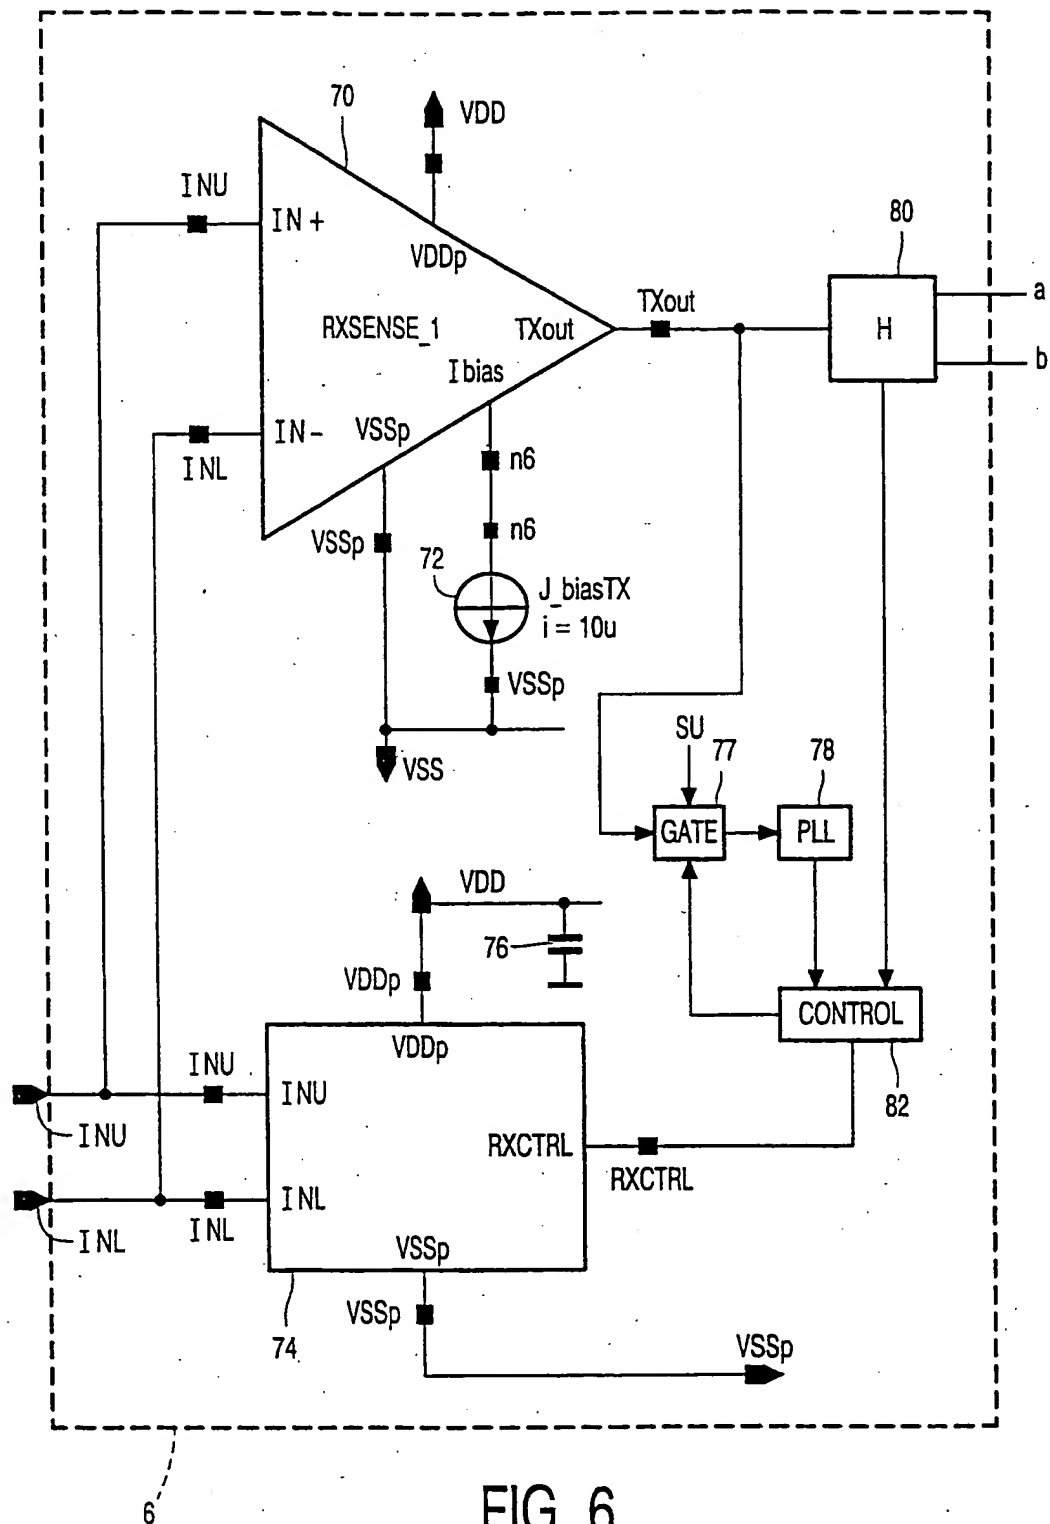 70
VDD
INU
IN+
VDDp
80
RXSENSE_1
TXout
TXout
H
a
b
Ibias
IN-
VSSp
INL
n6
n6
VSSp
72
J_biasTX
i = 10u
VSSp
VSS
SU
77
78
GATE
PLL
VDD
76
VDDp
CONTROL
VDDp
82
INU
INU
INU
RXCTRL
RXCTRL
INL
INL
INL
VSSp
74
VSSp
VSSp
6
FIG. 6